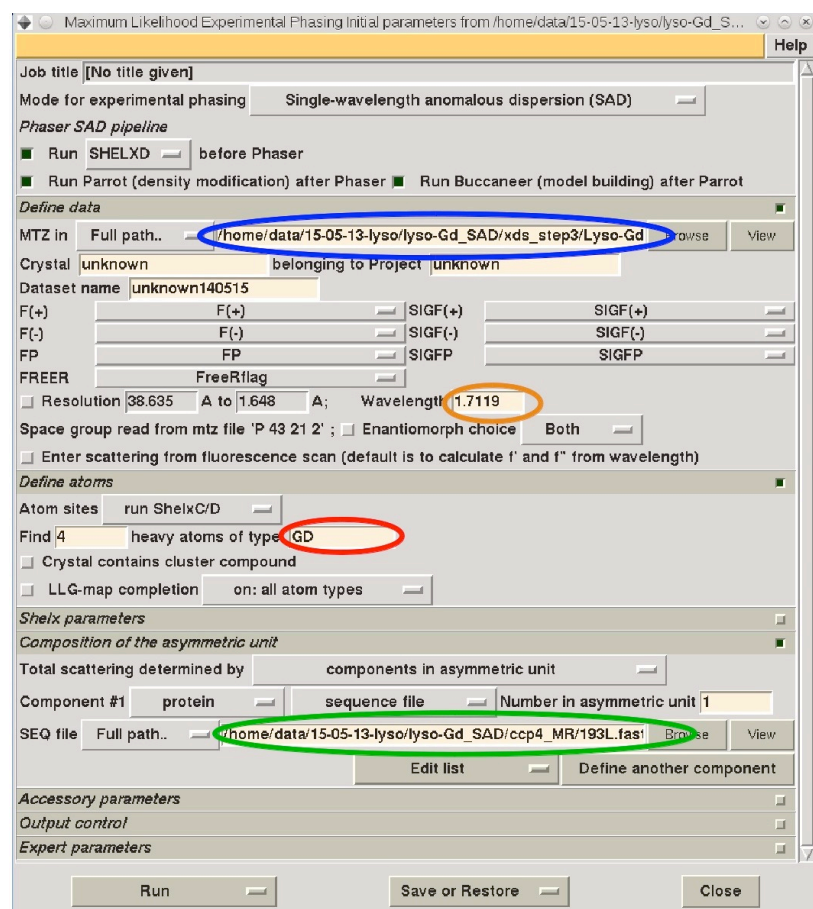 Maximum Likelihood Experimental Phasing Initial parameters from /home/data/15-05-13-lyso/lyso-Gd_S...
Help
Job title [No title given]
Mode for experimental phasing Single-wavelength anomalous dispersion (SAD)
Phaser SAD pipeline
Run SHELXD before Phaser
Run Parrot (density modification) after Phaser Run Buccaneer (model building) after Parrot
Define data
MTZ in Full path.. /home/data/15-05-13-lyso/lyso-Gd_SAD/xds_step3/Lyso-Gd Browse View
Crystal unknown belonging to Project unknown
Dataset name unknown140515
F(+) F(+) SIGF(+) SIGF(+)
F(-) F(-) SIGF(-) SIGF(-)
FP FP SIGFP SIGFP
FREER FreeRflag
Resolution 38.635 A to 1.648 A; Wavelength 1.7119
Space group read from mtz file 'P 43 21 2' ; Enantiomorph choice Both
Enter scattering from fluorescence scan (default is to calculate f' and f" from wavelength)
Define atoms
Atom sites run ShelxC/D
Find 4 heavy atoms of type GD
Crystal contains cluster compound
LLG-map completion on: all atom types
Shelx parameters
Composition of the asymmetric unit
Total scattering determined by components in asymmetric unit
Component #1 protein sequence file Number in asymmetric unit 1
SEQ file Full path.. /home/data/15-05-13-lyso/lyso-Gd_SAD/ccp4_MR/193L.fast Browse View
Edit list Define another component
Accessory parameters
Output control
Expert parameters
Run Save or Restore Close